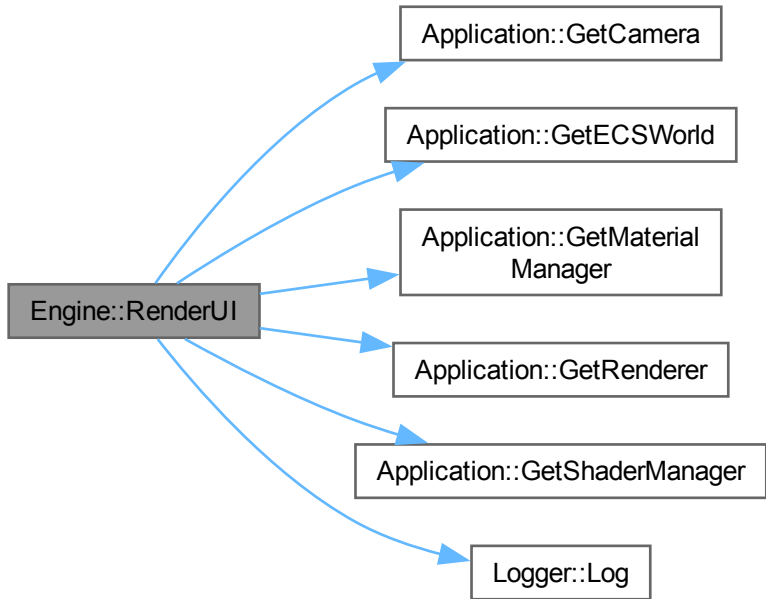 Application::GetCamera
Application::GetECSWorld
Application::GetMaterial
Manager
Engine::RenderUI
Application::GetRenderer
Application::GetShaderManager
Logger::Log